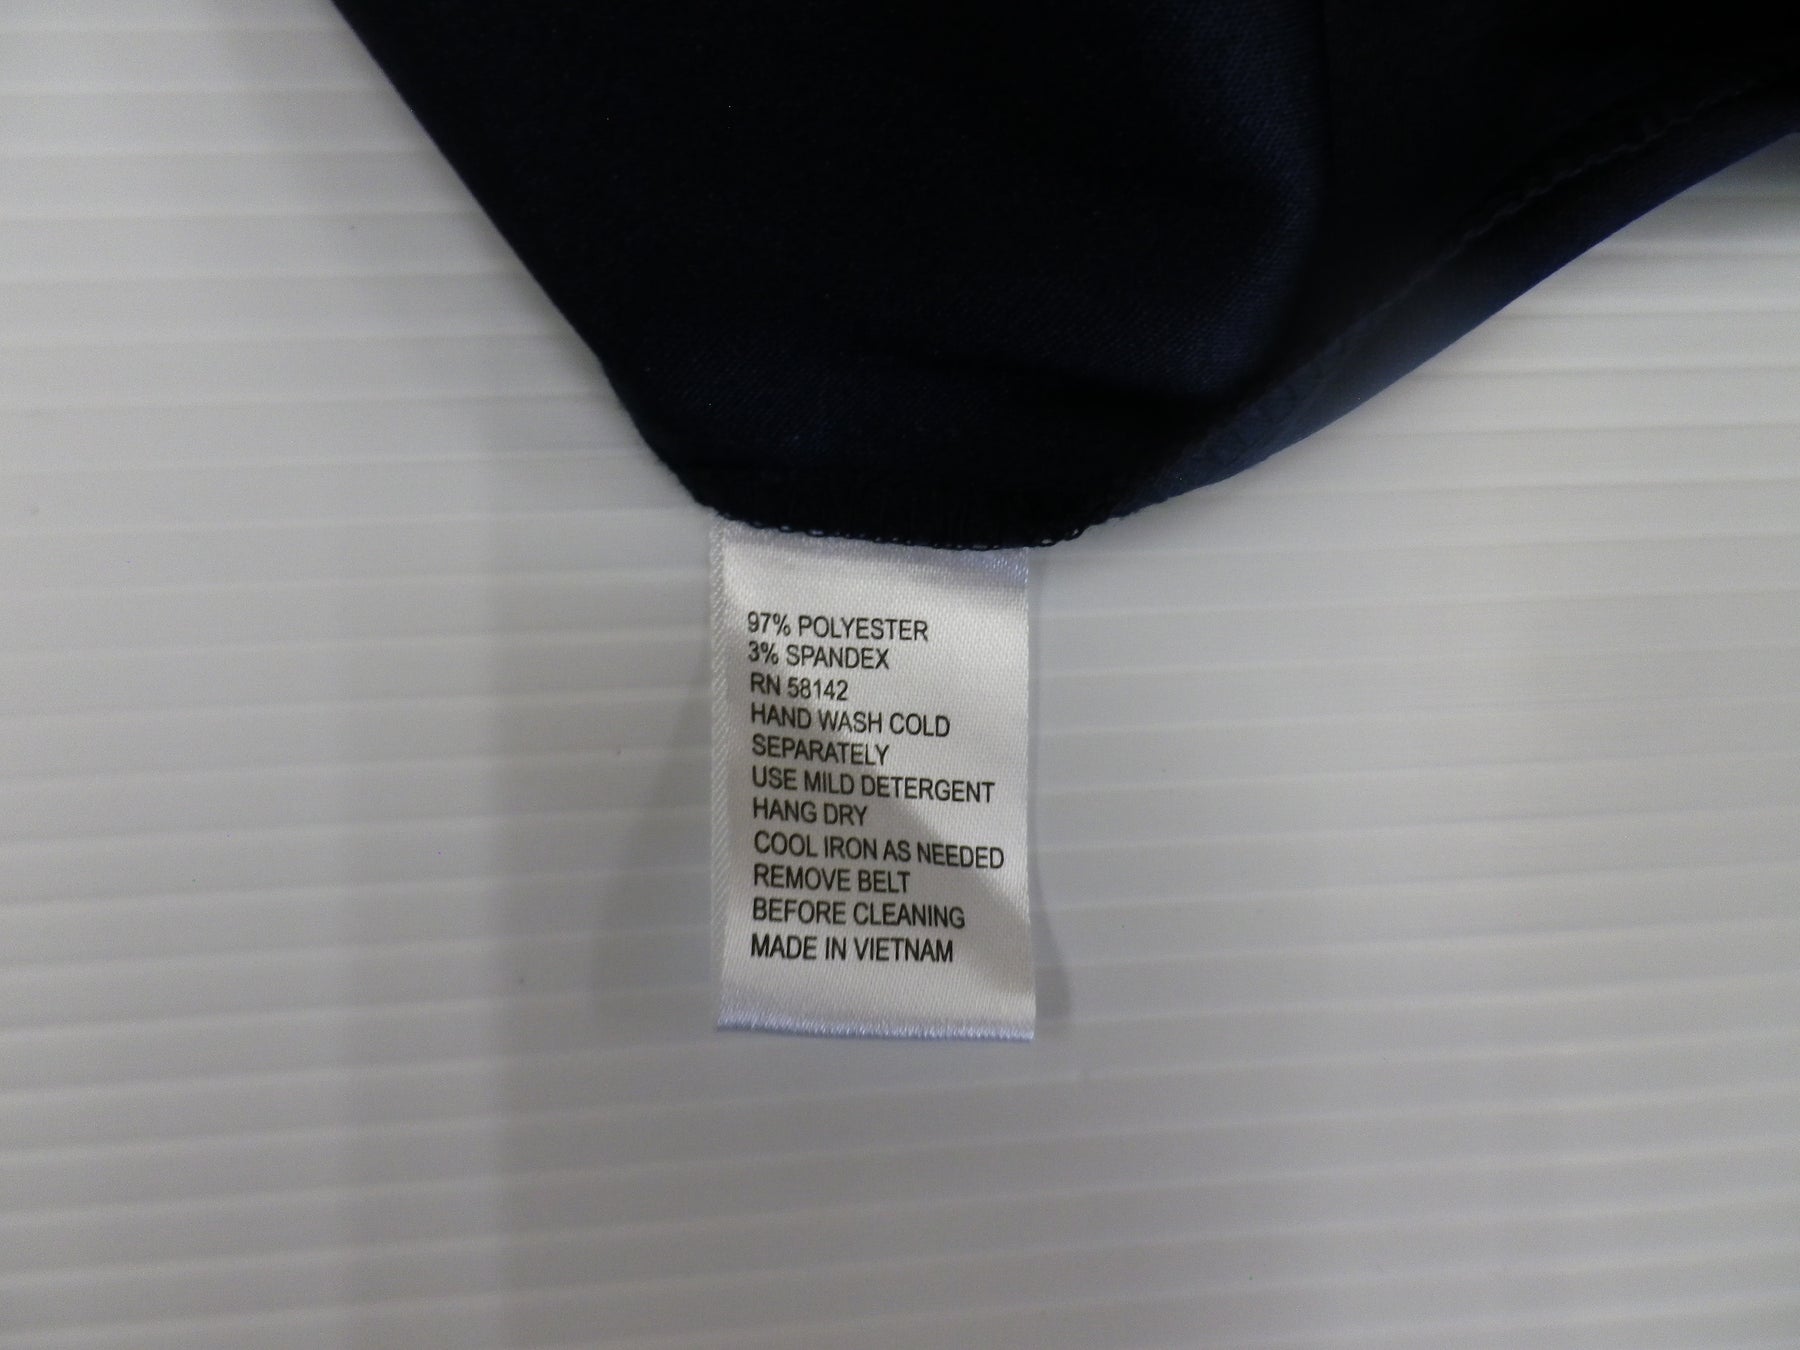 97% POLYESTER
3% SPANDEX
RN 58142
HAND WASH COLD
SEPARATELY
USE MILD DETERGENT
HANG DRY
COOL IRON AS NEEDED
REMOVE BELT
BEFORE CLEANING
MADE IN VIETNAM